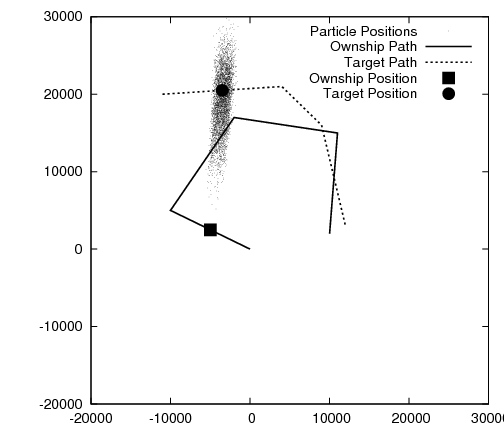 30000
Particle Positions
Ownship Path
Target Path
20000
Ownship Position
Target Position
10000
0
-10000
-20000
-20000 -10000 0 10000 20000 3000